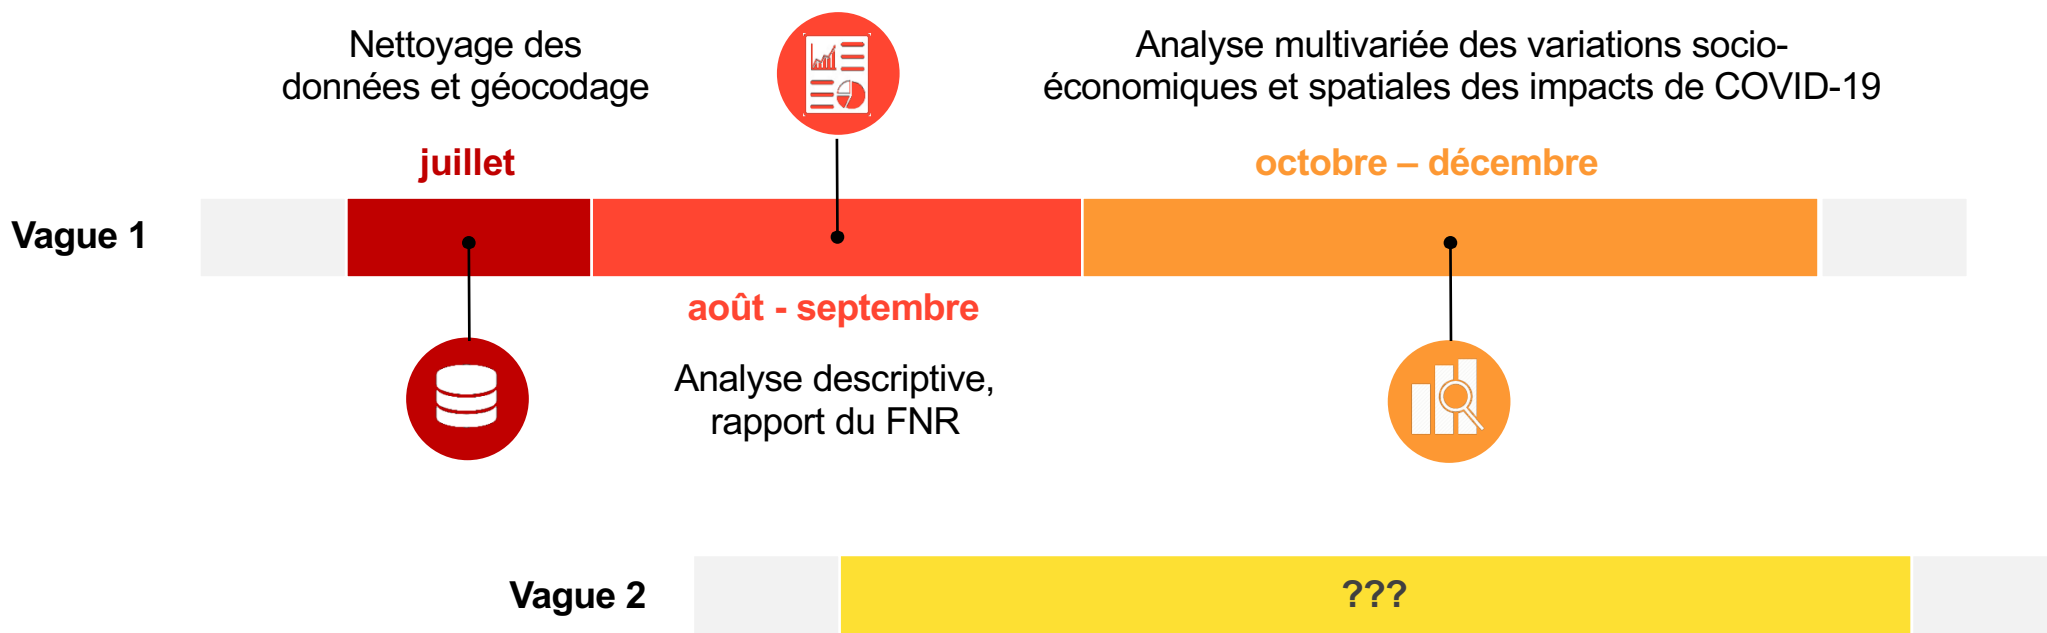 Nettoyage des
données et géocodage
Analyse multivariée des variations socio-
économiques et spatiales des impacts de COVID-19
juillet
octobre – décembre
Vague 1
août - septembre
Analyse descriptive,
rapport du FNR
Vague 2
???